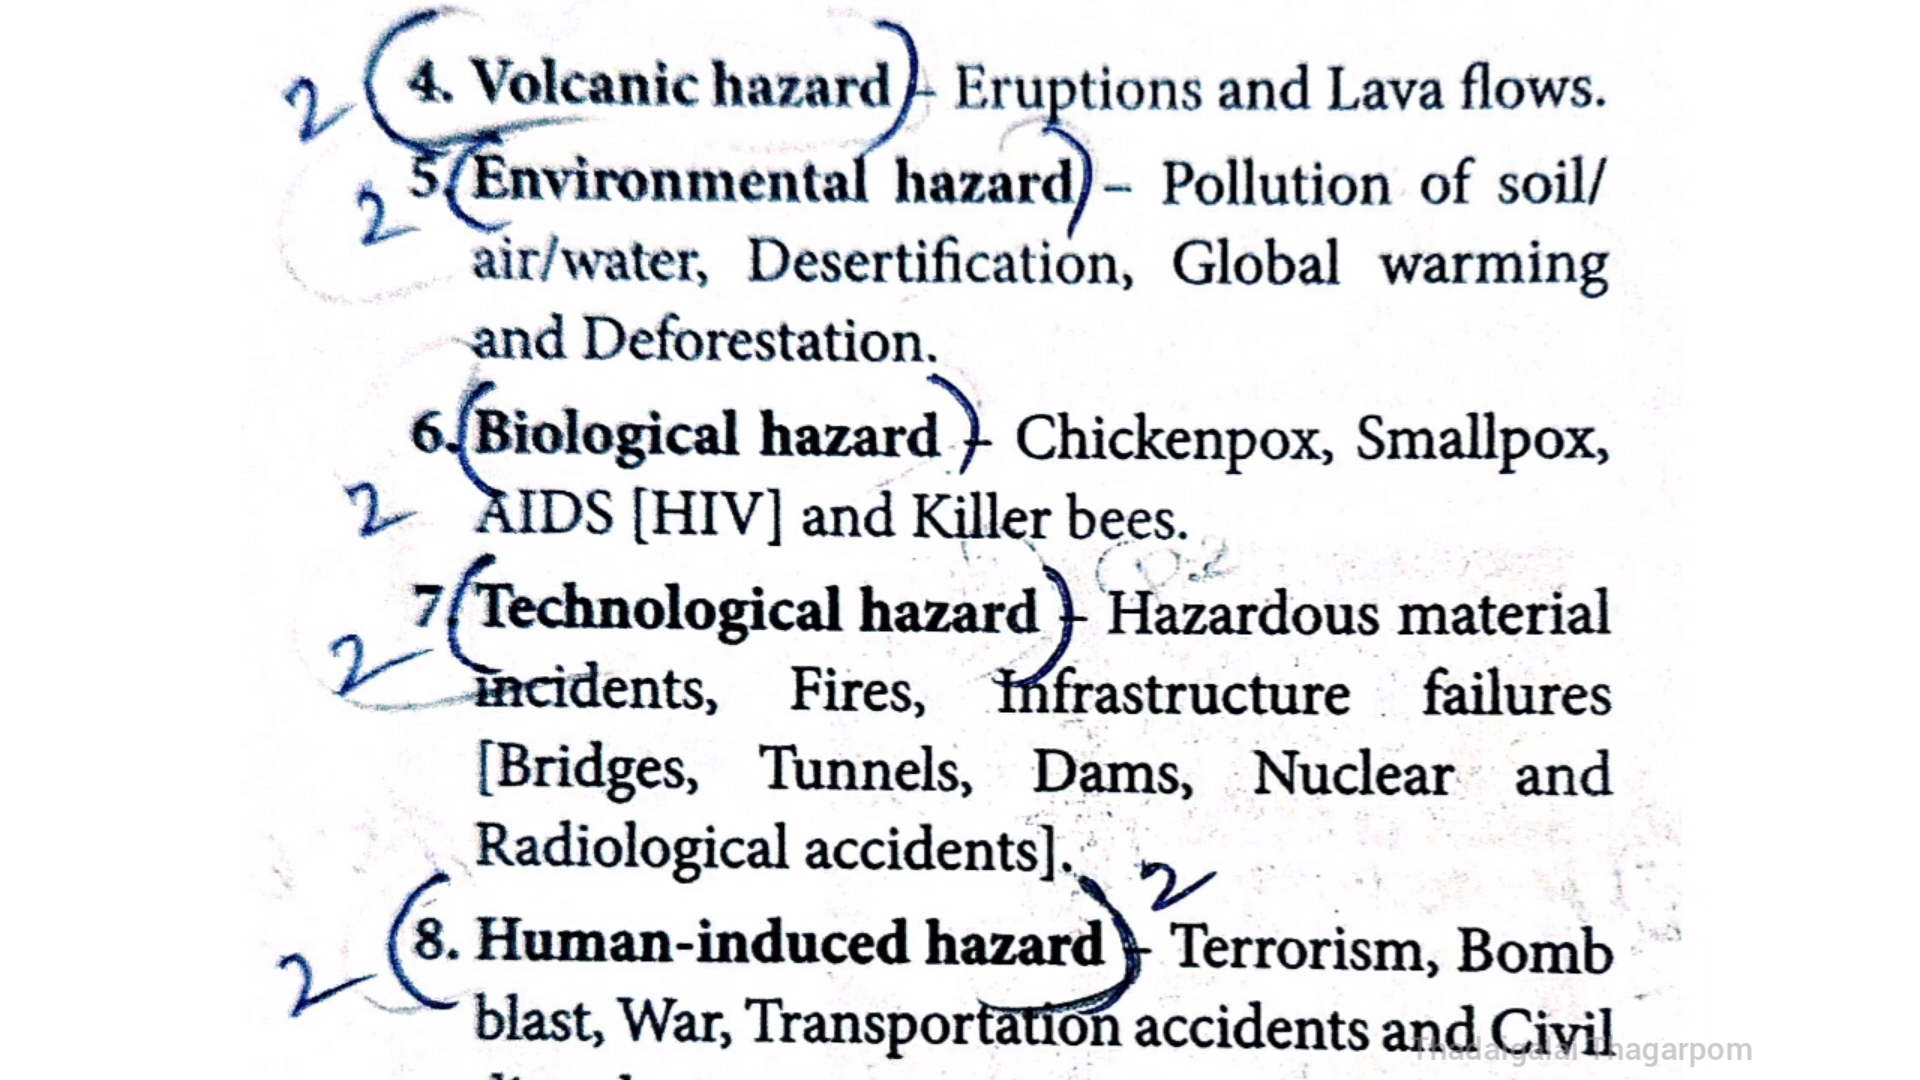 2 4. Volcanic hazard – Eruptions and Lava flows.
2 5. Environmental hazard – Pollution of soil/
air/water, Desertification, Global warming
and Deforestation.
6. Biological hazard – Chickenpox, Smallpox,
2 AIDS [HIV] and Killer bees.
7. Technological hazard – Hazardous material
2 incidents, Fires, Infrastructure failures
[Bridges, Tunnels, Dams, Nuclear and
Radiological accidents].
2
8. Human-induced hazard – Terrorism, Bomb
2 blast, War, Transportation accidents and Civil
Thadaigalai Thagarpom